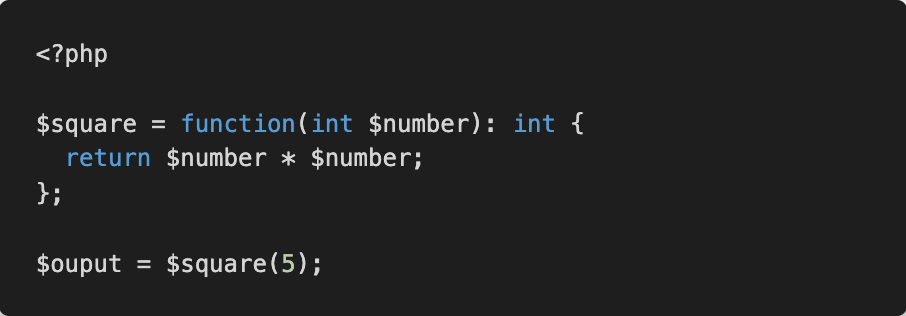 <?php
$square = function(int $number): int {
  return $number * $number;
};
$ouput = $square(5);